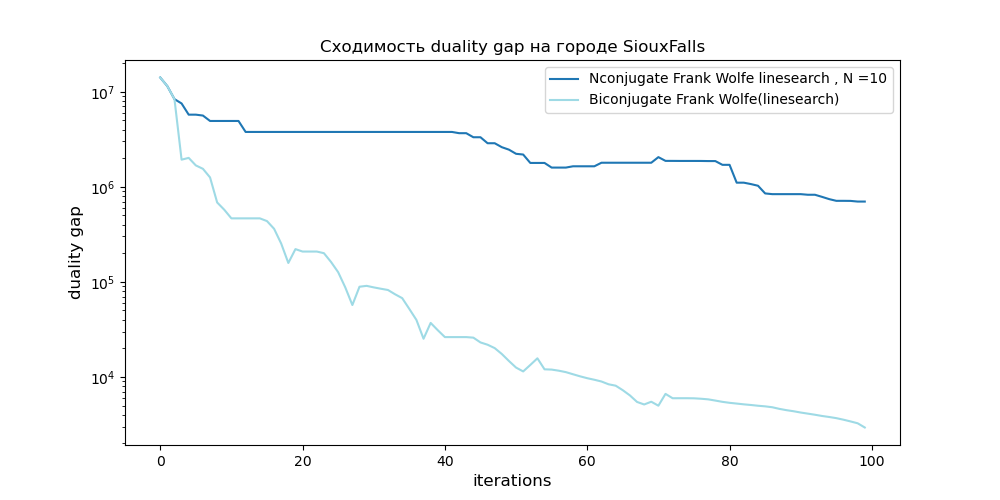 Сходимость duality gap на городе SiouxFalls
Nconjugate Frank Wolfe linesearch , N =10
Biconjugate Frank Wolfe(linesearch)
duality gap
10⁷
10⁶
10⁵
10⁴
0 20 40 60 80 100
iterations